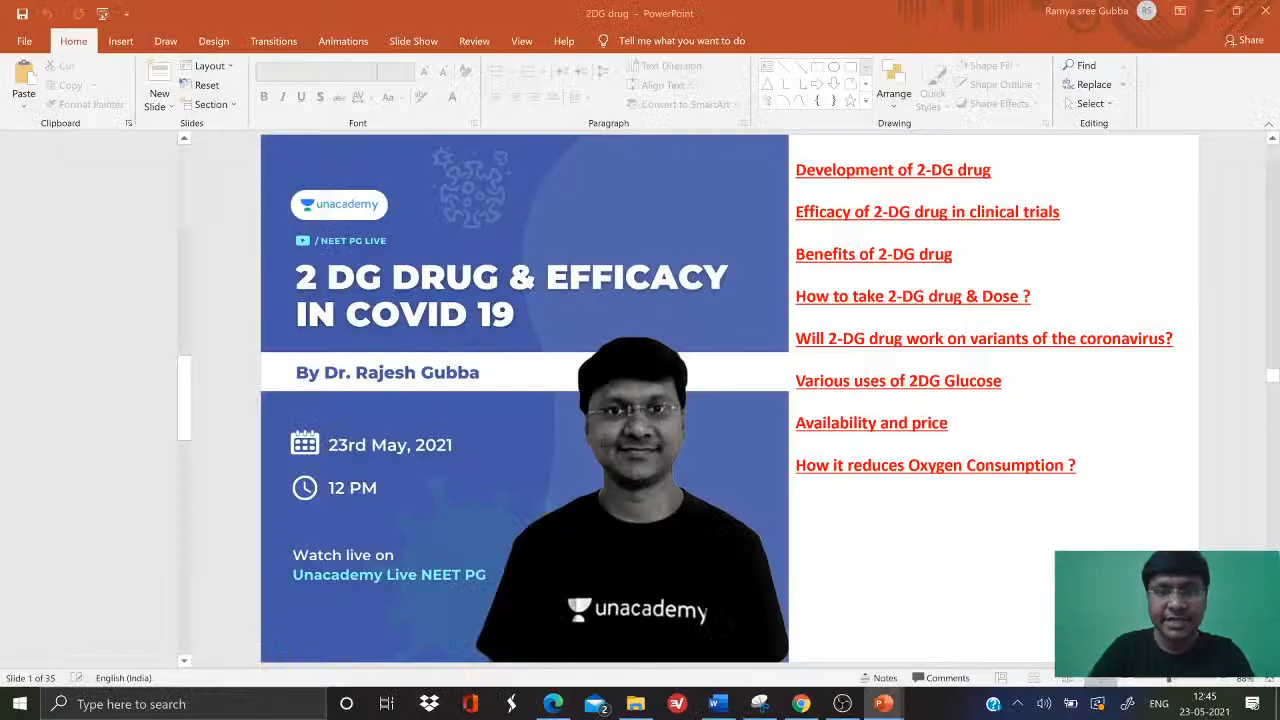 2DG drug - PowerPoint
Ramya sree Gubba RS
File Home Insert Draw Design Transitions Animations Slide Show Review View Help Tell me what you want to do Share
Paste
Cut
Copy
Format Painter
Clipboard
New
Slide
Layout
Reset
Section
Slides
B I U S
Aa A
Font
Text Direction
Align Text
Convert to SmartArt
Paragraph
Arrange
Quick
Styles
Shape Fill
Shape Outline
Shape Effects
Drawing
Find
Replace
Select
Editing
unacademy
/ NEET PG LIVE
2 DG DRUG & EFFICACY
IN COVID 19
By Dr. Rajesh Gubba
23rd May, 2021
12 PM
Watch live on
Unacademy Live NEET PG
unacademy
Development of 2-DG drug
Efficacy of 2-DG drug in clinical trials
Benefits of 2-DG drug
How to take 2-DG drug & Dose ?
Will 2-DG drug work on variants of the coronavirus?
Various uses of 2DG Glucose
Availability and price
How it reduces Oxygen Consumption ?
Slide 1 of 35 English (India) Notes Comments 88%
Type here to search
2
ENG
12:45
23-05-2021